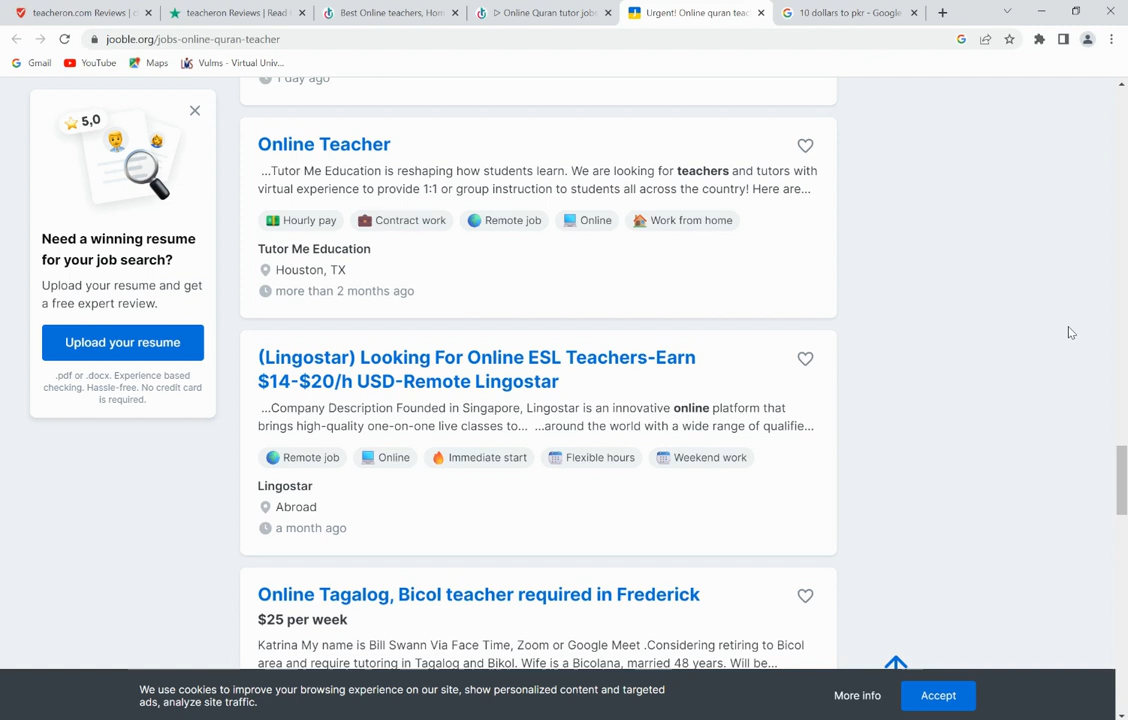 teacheron.com Reviews | c
teacheron Reviews | Read
Best Online teachers, Hom
ᐅ Online Quran tutor jobs
Urgent! Online quran teac
10 dollars to pkr - Google
jooble.org/jobs-online-quran-teacher
Gmail
YouTube
Maps
Vulms - Virtual Univ...
1 day ago
5,0
Need a winning resume
for your job search?
Upload your resume and get
a free expert review.
Upload your resume
.pdf or .docx. Experience based
checking. Hassle-free. No credit card
is required.
Online Teacher
...Tutor Me Education is reshaping how students learn. We are looking for teachers and tutors with
virtual experience to provide 1:1 or group instruction to students all across the country! Here are...
Hourly pay
Contract work
Remote job
Online
Work from home
Tutor Me Education
Houston, TX
more than 2 months ago
(Lingostar) Looking For Online ESL Teachers-Earn
$14-$20/h USD-Remote Lingostar
...Company Description Founded in Singapore, Lingostar is an innovative online platform that
brings high-quality one-on-one live classes to... ...around the world with a wide range of qualifie...
Remote job
Online
Immediate start
Flexible hours
Weekend work
Lingostar
Abroad
a month ago
Online Tagalog, Bicol teacher required in Frederick
$25 per week
Katrina My name is Bill Swann Via Face Time, Zoom or Google Meet .Considering retiring to Bicol
area and require tutoring in Tagalog and Bikol. Wife is a Bicolana, married 48 years. Will be...
We use cookies to improve your browsing experience on our site, show personalized content and targeted
ads, analyze site traffic.
More info
Accept